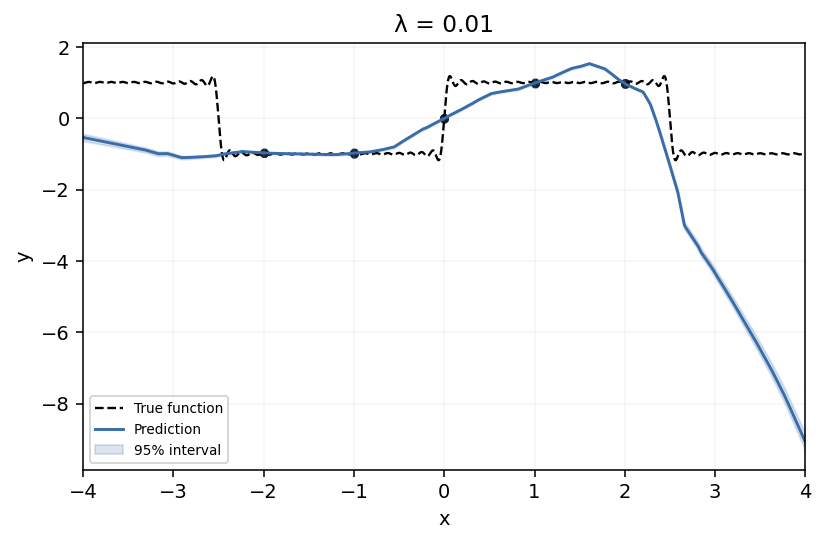 λ = 0.01
2
0
−2
−4
−6
−8
y
True function
Prediction
95% interval
−4 −3 −2 −1 0 1 2 3 4
x